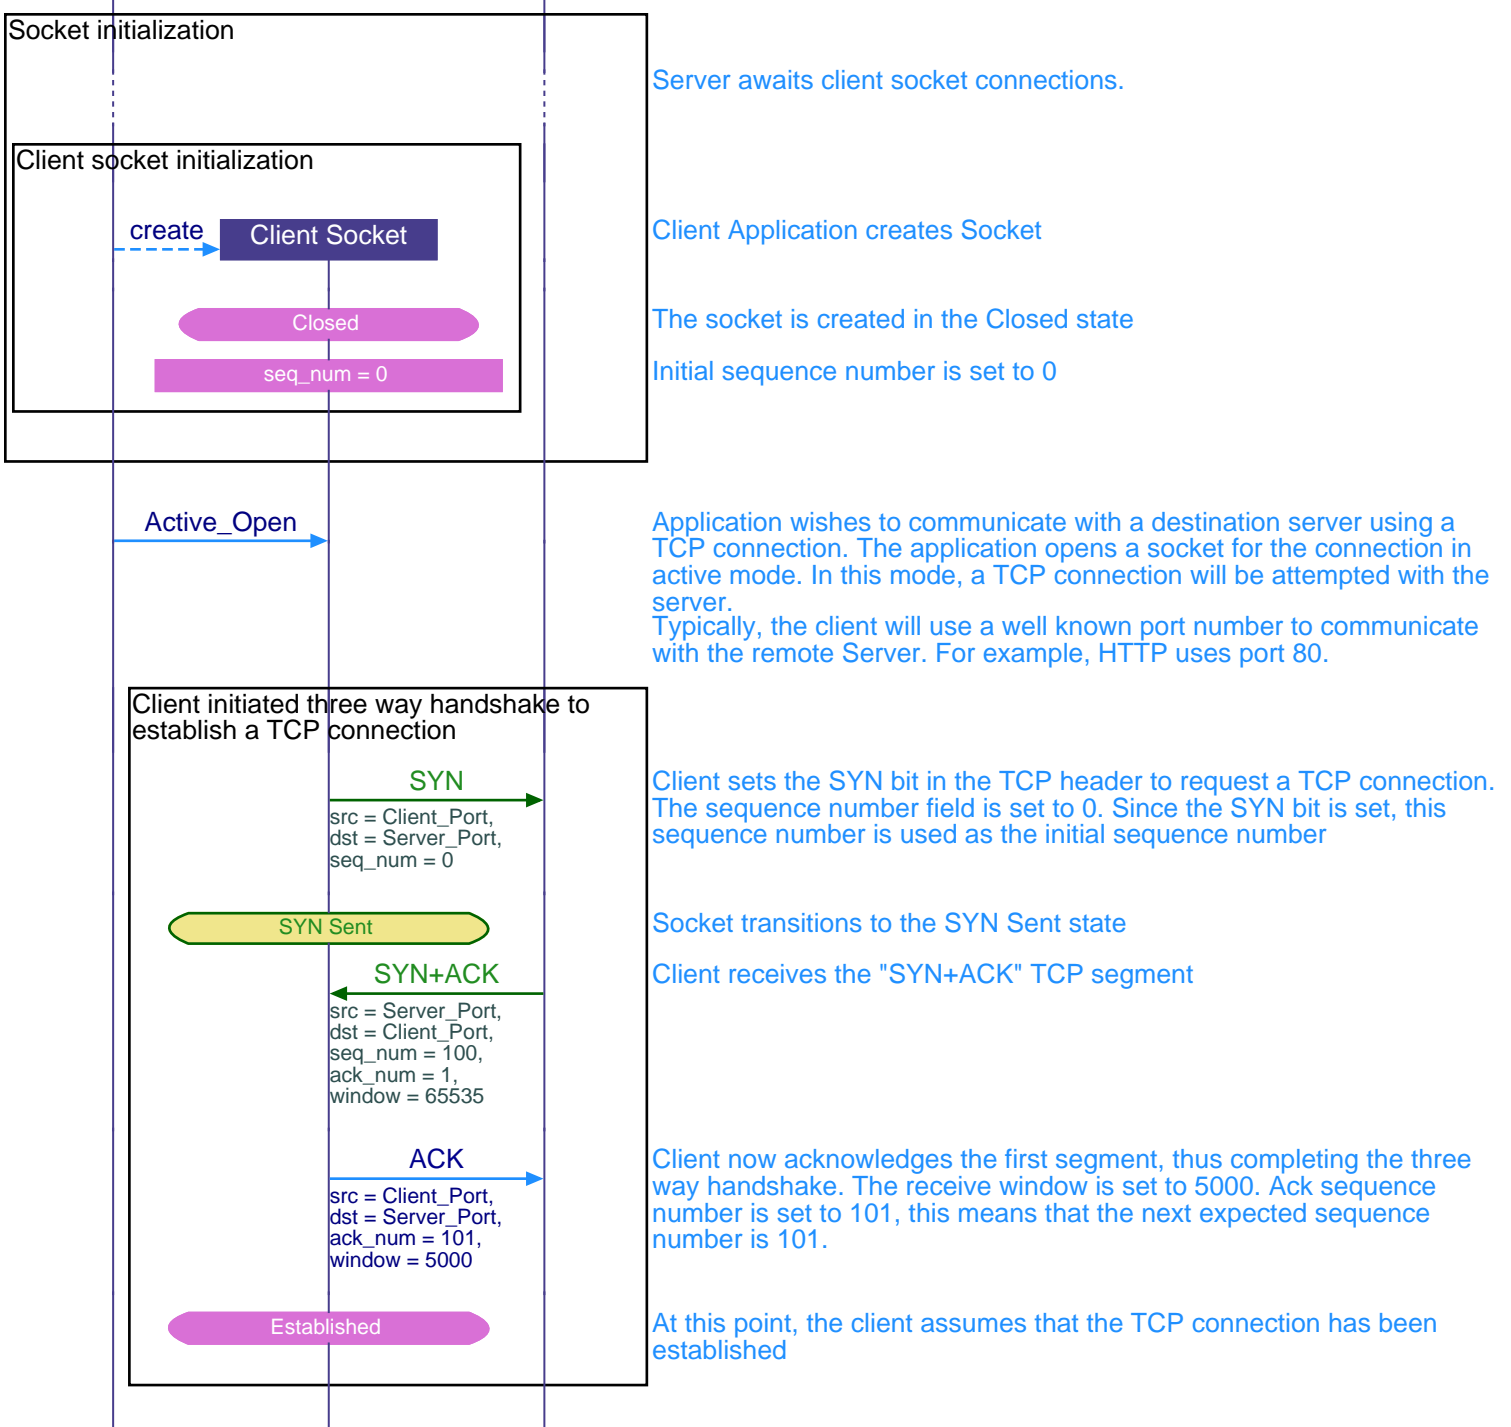 Socket initialization
Server awaits client socket connections.
Client socket initialization
create
Client Socket
Client Application creates Socket
Closed
The socket is created in the Closed state
seq_num = 0
Initial sequence number is set to 0
Active_Open
Application wishes to communicate with a destination server using a
TCP connection. The application opens a socket for the connection in
active mode. In this mode, a TCP connection will be attempted with the
server.
Typically, the client will use a well known port number to communicate
with the remote Server. For example, HTTP uses port 80.
Client initiated three way handshake to
establish a TCP connection
SYN
src = Client_Port,
dst = Server_Port,
seq_num = 0
Client sets the SYN bit in the TCP header to request a TCP connection.
The sequence number field is set to 0. Since the SYN bit is set, this
sequence number is used as the initial sequence number
SYN Sent
Socket transitions to the SYN Sent state
SYN+ACK
Client receives the "SYN+ACK" TCP segment
src = Server_Port,
dst = Client_Port,
seq_num = 100,
ack_num = 1,
window = 65535
ACK
src = Client_Port,
dst = Server_Port,
ack_num = 101,
window = 5000
Client now acknowledges the first segment, thus completing the three
way handshake. The receive window is set to 5000. Ack sequence
number is set to 101, this means that the next expected sequence
number is 101.
Established
At this point, the client assumes that the TCP connection has been
established